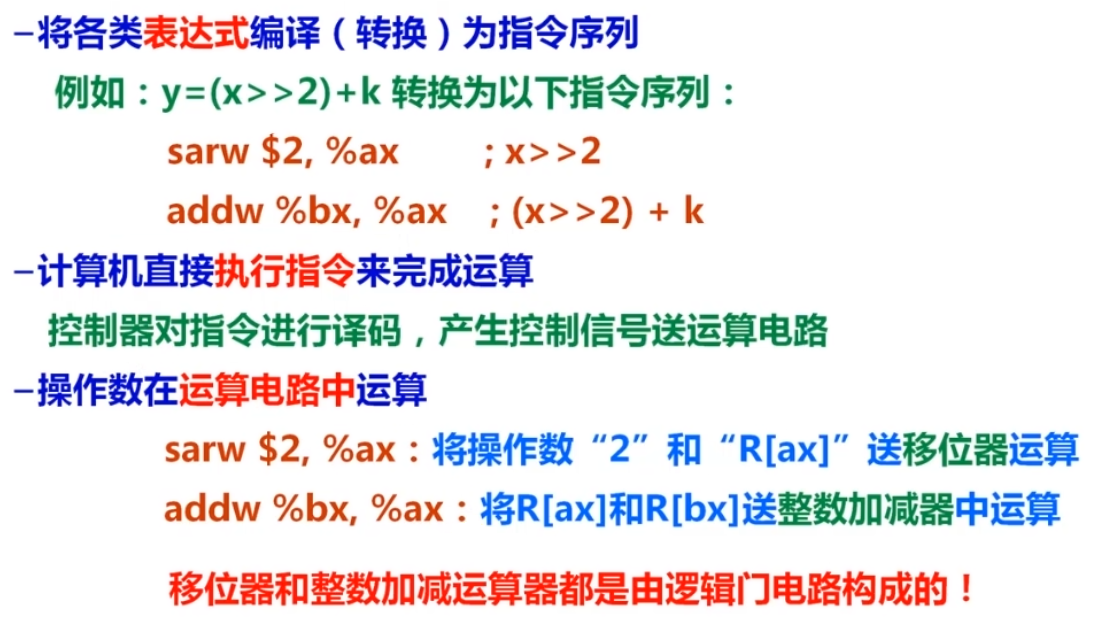 –将各类表达式编译（转换）为指令序列
例如：y=(x>>2)+k 转换为以下指令序列：
sarw $2, %ax ; x>>2
addw %bx, %ax ; (x>>2) + k
–计算机直接执行指令来完成运算
控制器对指令进行译码，产生控制信号送运算电路
–操作数在运算电路中运算
sarw $2, %ax：将操作数“2”和“R[ax]”送移位器运算
addw %bx, %ax：将R[ax]和R[bx]送整数加减器中运算
移位器和整数加减运算器都是由逻辑门电路构成的！